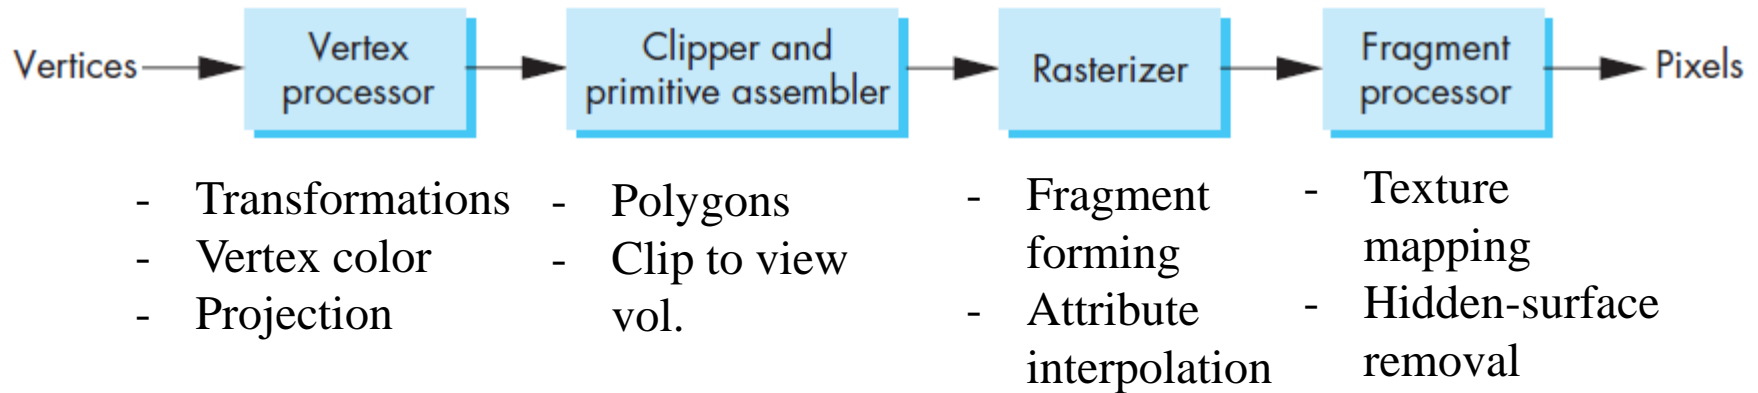 Vertices
Vertex
processor
Clipper and
primitive assembler
Rasterizer
Fragment
processor
Pixels
- Transformations
- Vertex color
- Projection
- Polygons
- Clip to view
vol.
- Fragment
forming
- Attribute
interpolation
- Texture
mapping
- Hidden-surface
removal